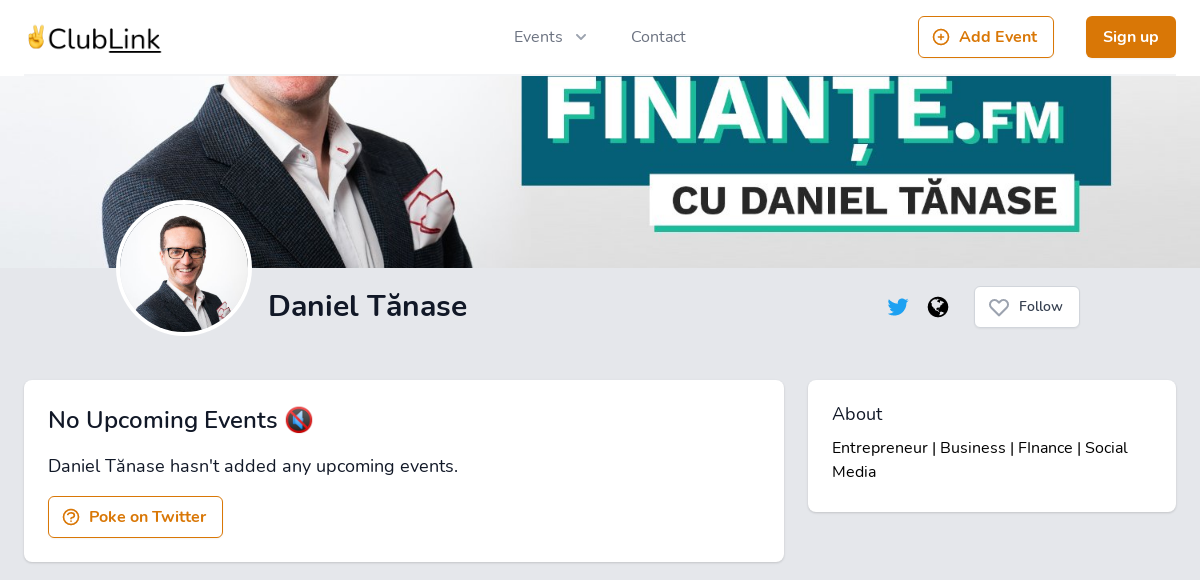 ✌️ClubLink
Events
Contact
Add Event
Sign up
FINANȚE.FM
CU DANIEL TĂNASE
Daniel Tănase
Follow
No Upcoming Events 🔇
Daniel Tănase hasn't added any upcoming events.
Poke on Twitter
About
Entrepreneur | Business | FInance | Social
Media